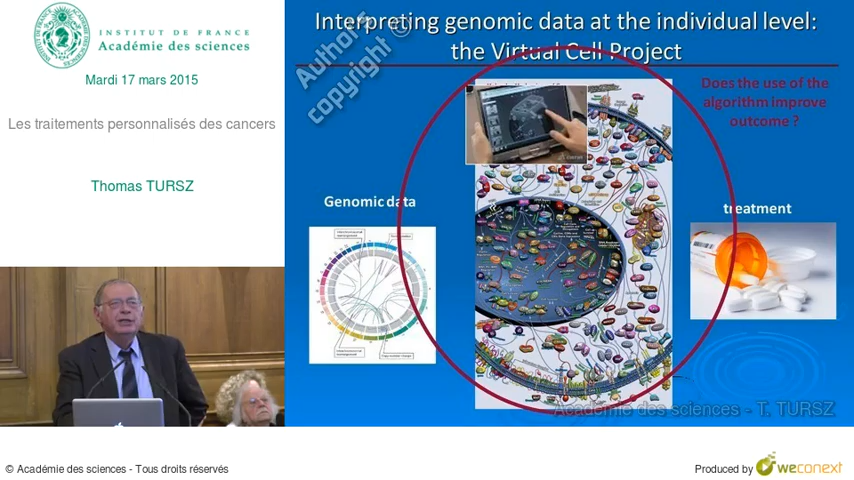 INSTITUT DE FRANCE
Académie des sciences
Mardi 17 mars 2015
Les traitements personnalisés des cancers
Thomas TURSZ
Interpreting genomic data at the individual level:
the Virtual Cell Project
Author's
copyright ©
Does the use of the
algorithm improve
outcome ?
Genomic data
treatment
Académie des sciences - T. TURSZ
© Académie des sciences - Tous droits réservés
Produced by weconext